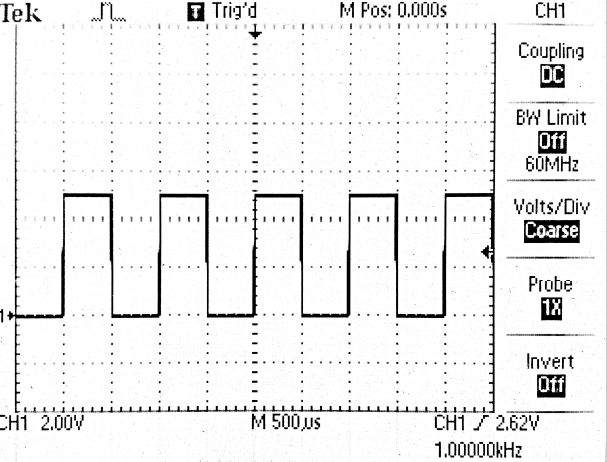 Tek T Trig'd M Pos: 0.000s CH1
Coupling
DC
BW Limit
Off
60MHz
Volts/Div
Coarse
Probe
1X
Invert
Off
1
CH1 2.00V M 500µs CH1 2.62V
1.00000kHz